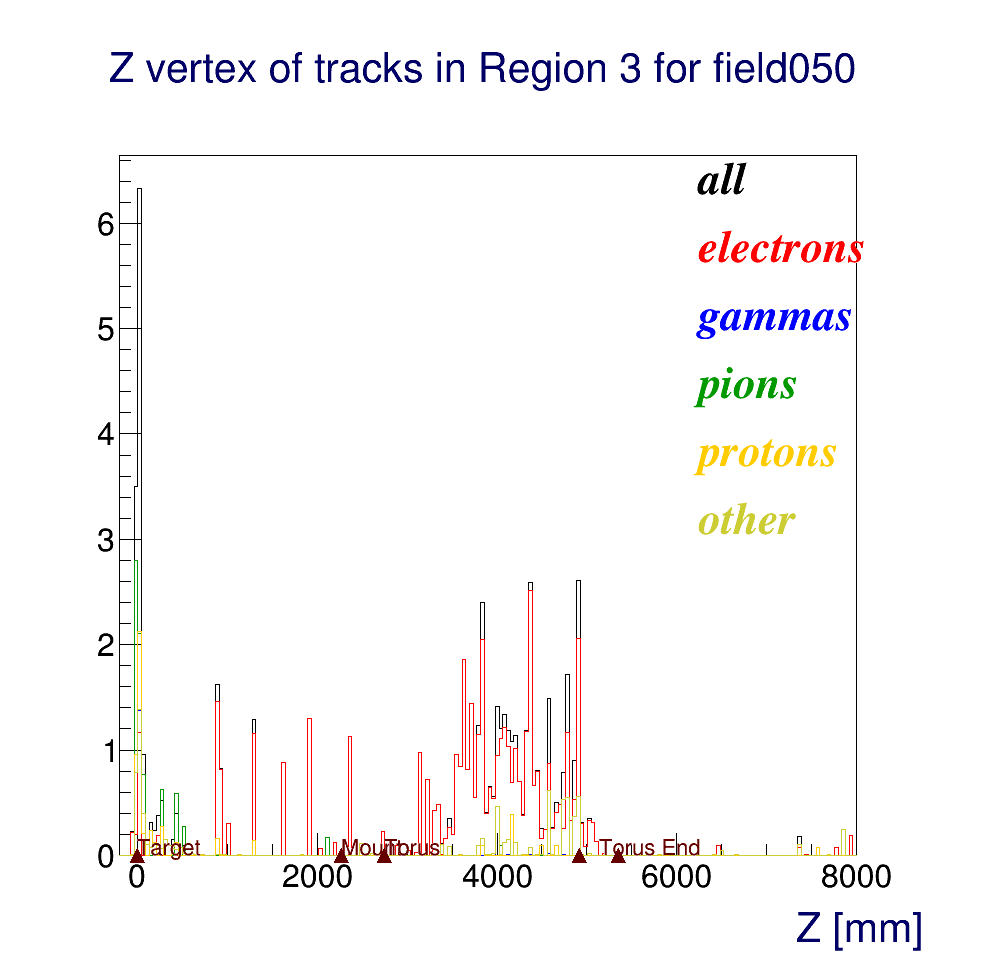 Z vertex of tracks in Region 3 for field050
all
electrons
gammas
pions
protons
other
6
5
4
3
2
1
0
Target
Mount
Torus
Torus End
0
2000
4000
6000
8000
Z [mm]